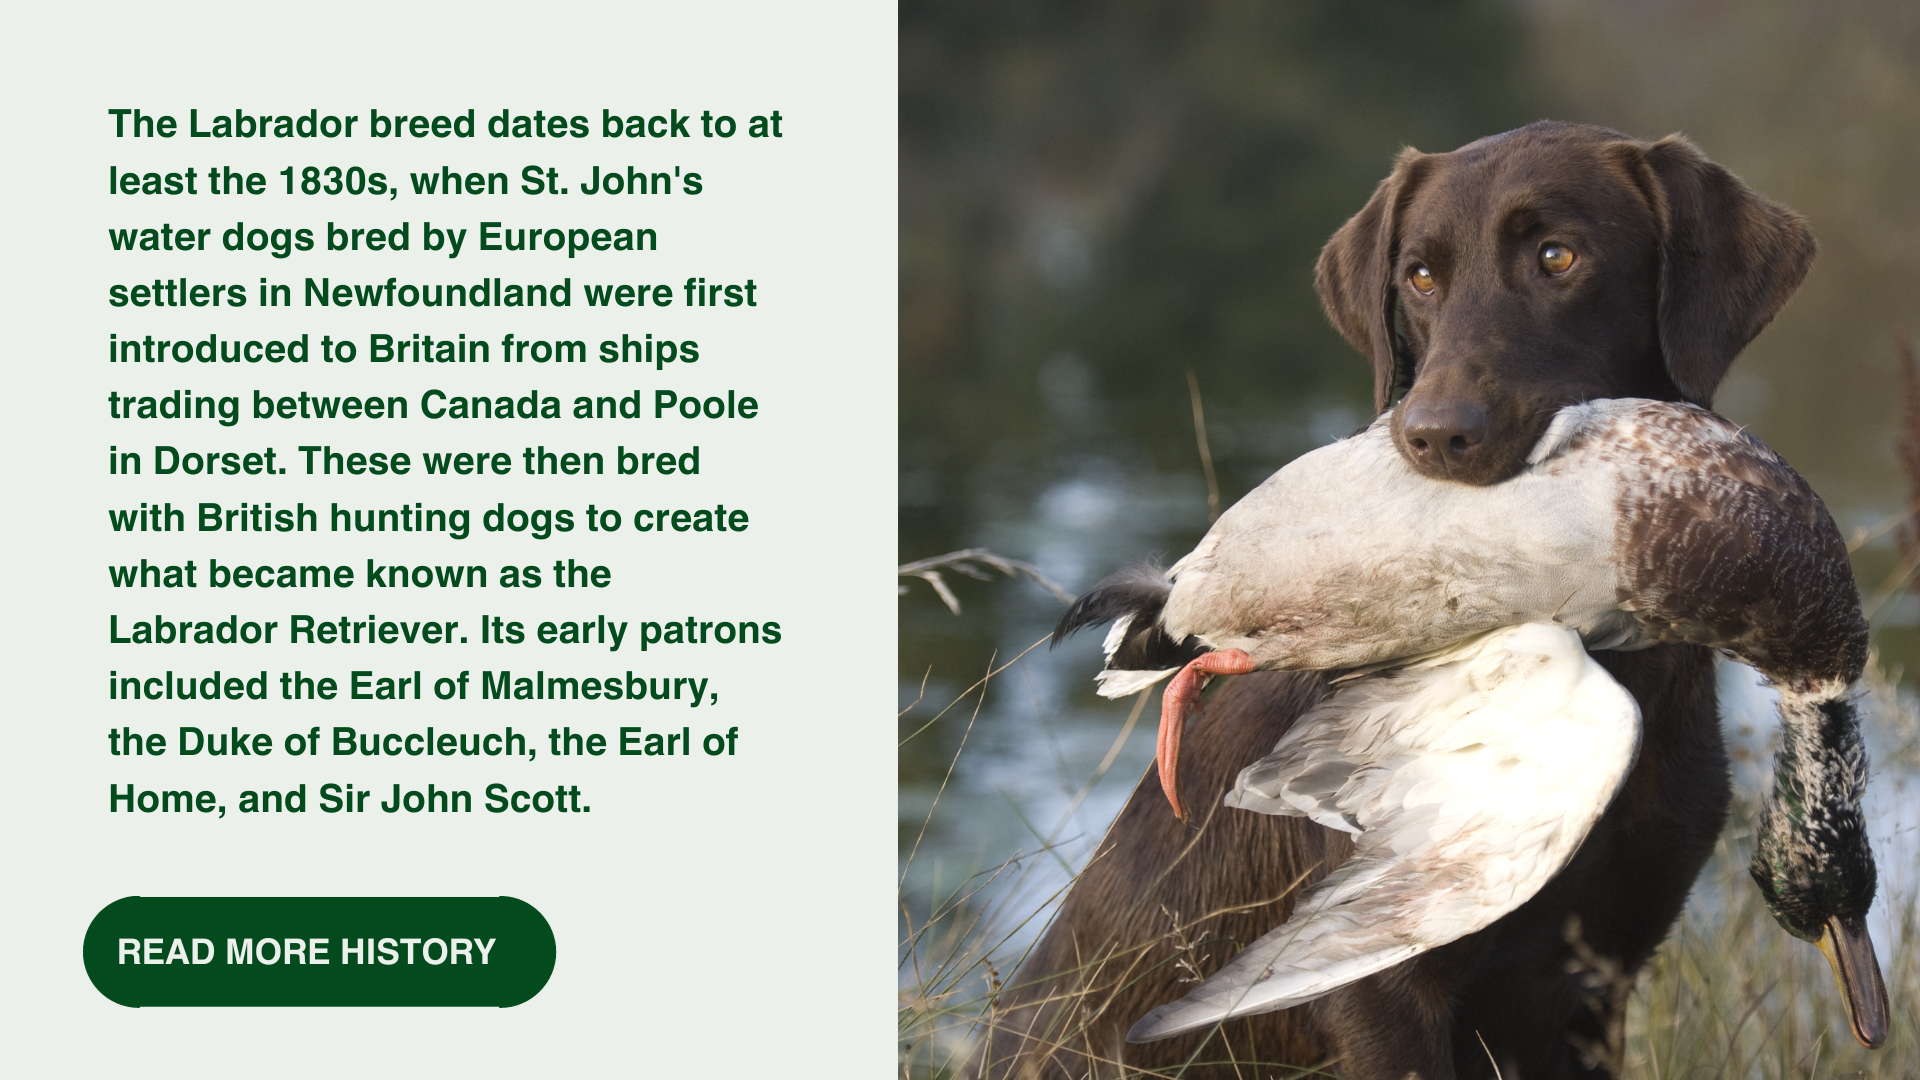 The Labrador breed dates back to at
least the 1830s, when St. John's
water dogs bred by European
settlers in Newfoundland were first
introduced to Britain from ships
trading between Canada and Poole
in Dorset. These were then bred
with British hunting dogs to create
what became known as the
Labrador Retriever. Its early patrons
included the Earl of Malmesbury,
the Duke of Buccleuch, the Earl of
Home, and Sir John Scott.
READ MORE HISTORY